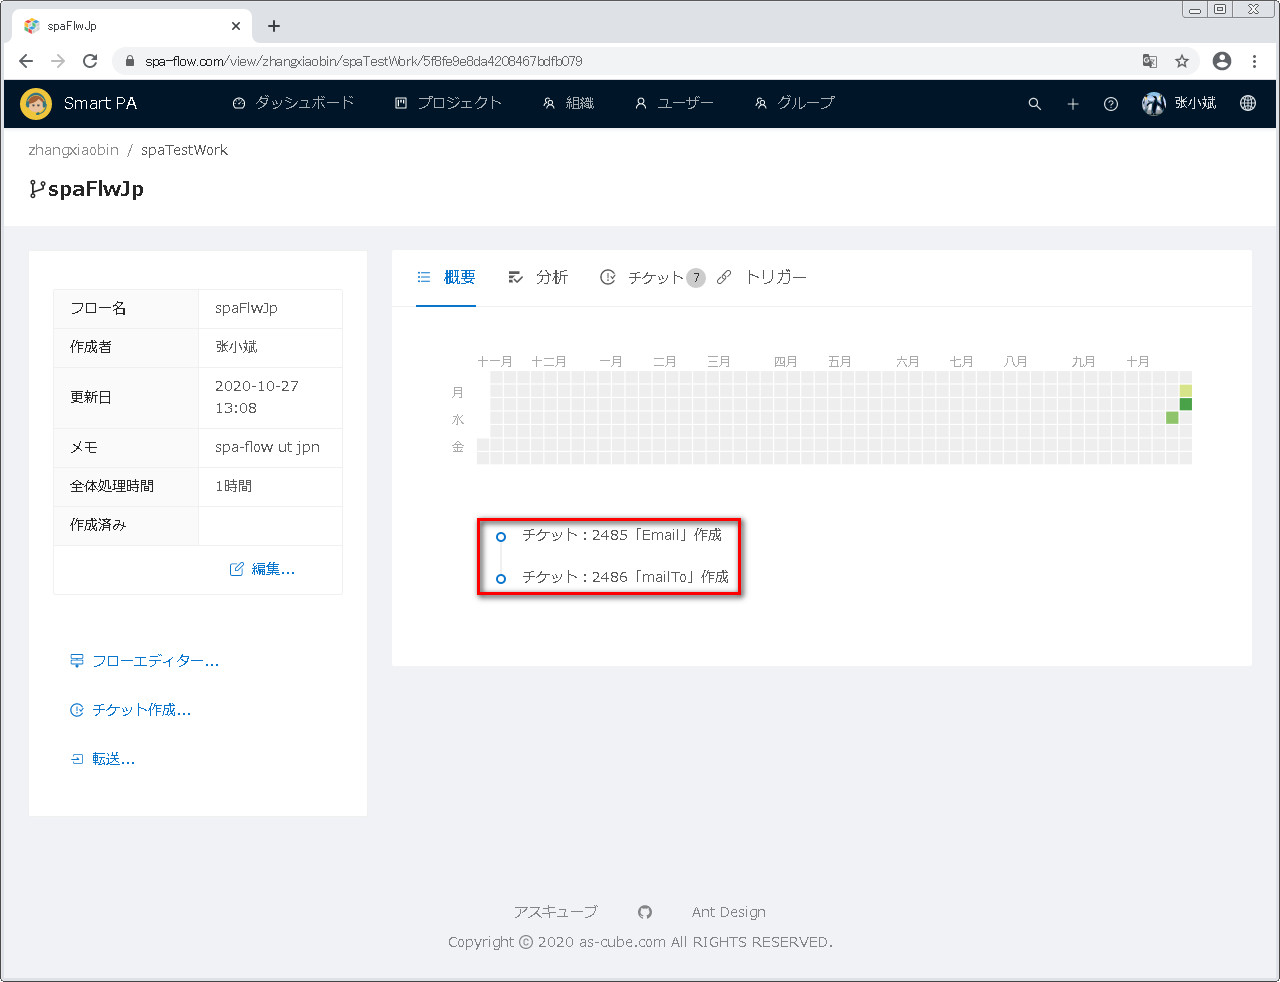 spaFlwJp
spa-flow.com/view/zhangxiaobin/spaTestWork/5f8fe9e8da4208467bdfb079
Smart PA ダッシュボード プロジェクト 組織 ユーザー グループ 张小斌
zhangxiaobin / spaTestWork
spaFlwJp
フロー名 spaFlwJp
作成者 张小斌
更新日 2020-10-27
13:08
メモ spa-flow ut jpn
全体処理時間 1時間
作成済み
編集...
フローエディター...
チケット作成...
転送...
概要 分析 チケット 7 トリガー
十一月 十二月 一月 二月 三月 四月 五月 六月 七月 八月 九月 十月
月
水
金
チケット：2485「Email」作成
チケット：2486「mailTo」作成
アスキューブ Ant Design
Copyright © 2020 as-cube.com All RIGHTS RESERVED.